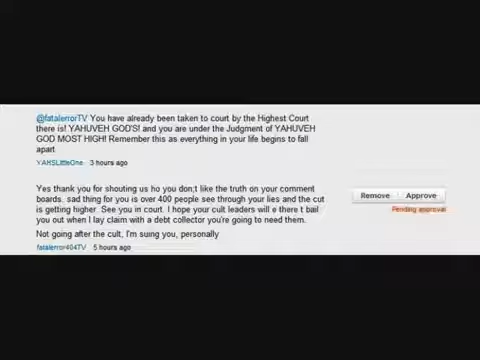 @fatalerrorTV You have already been taken to court by the Highest Court
there is! YAHUVEH GOD'S! and you are under the Judgment of YAHUVEH
GOD MOST HIGH! Remember this as everything in your life begins to fall
apart
YAHSLittleOne 3 hours ago
Yes thank you for shouting us ho you don;t like the truth on your comment
boards. sad thing for you is over 400 people see through your lies and the cut
is getting higher. See you in court. I hope your cult leaders will e there t bail
you out when I lay claim with a debt collector you're going to need them.
Remove Approve
Pending approval
Not going after the cult, I'm sung you, personally
fatalerror404TV 5 hours ago